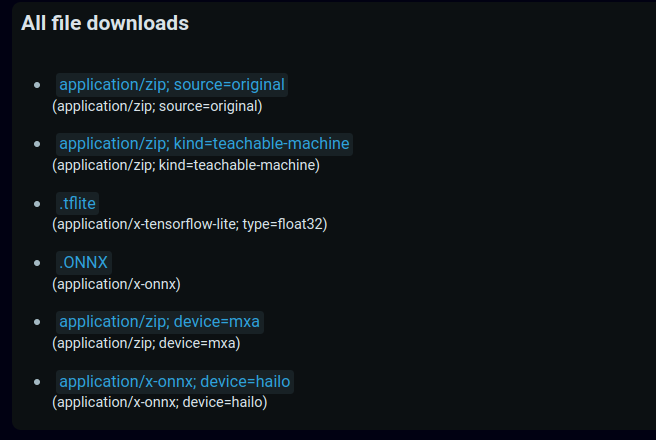 All file downloads
application/zip; source=original
(application/zip; source=original)
application/zip; kind=teachable-machine
(application/zip; kind=teachable-machine)
.tflite
(application/x-tensorflow-lite; type=float32)
.ONNX
(application/x-onnx)
application/zip; device=mxa
(application/zip; device=mxa)
application/x-onnx; device=hailo
(application/x-onnx; device=hailo)